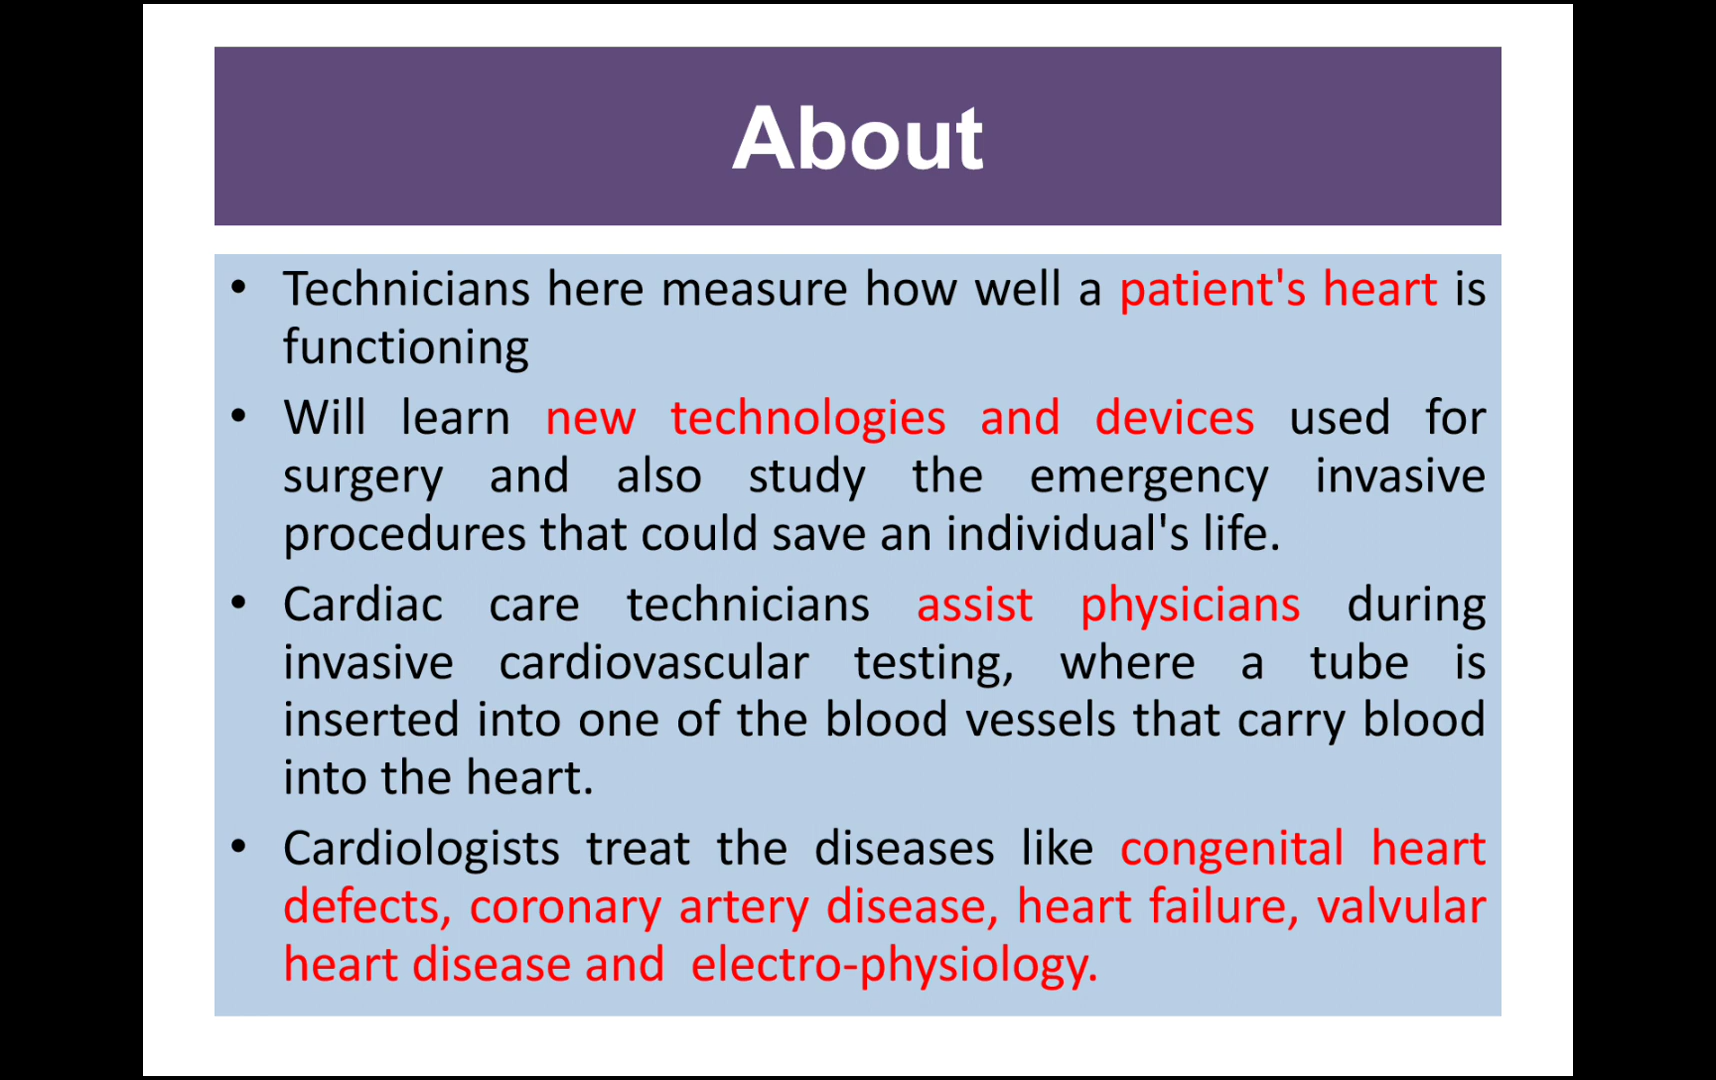 About
• Technicians here measure how well a patient's heart is
functioning
• Will learn new technologies and devices used for
surgery and also study the emergency invasive
procedures that could save an individual's life.
• Cardiac care technicians assist physicians during
invasive cardiovascular testing, where a tube is
inserted into one of the blood vessels that carry blood
into the heart.
• Cardiologists treat the diseases like congenital heart
defects, coronary artery disease, heart failure, valvular
heart disease and  electro-physiology.